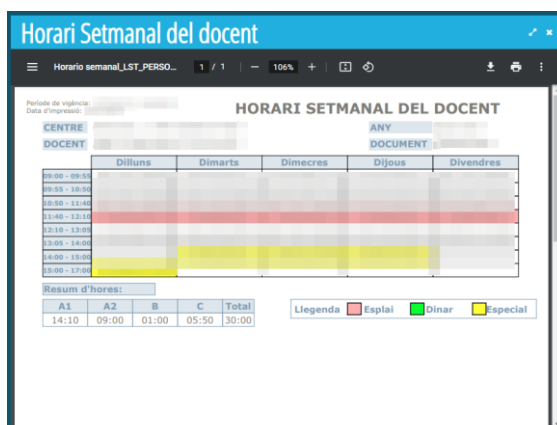 Horari Setmanal del docent
Horario semanal_LST_PERSO... 1 / 1 | — 106% +
Periode de vigència:
Data d'impressió:
HORARI SETMANAL DEL DOCENT
CENTRE ANY
DOCENT DOCUMENT
Dilluns Dimarts Dimecres Dijous Divendres
09:00 - 09:55
09:55 - 10:50
10:50 - 11:40
11:40 - 12:10
12:10 - 13:05
13:05 - 14:00
14:00 - 15:00
15:00 - 17:00
Resum d'hores:
A1 A2 B C Total
14:10 09:00 01:00 05:50 30:00
Llegenda Esplai Dinar Especial